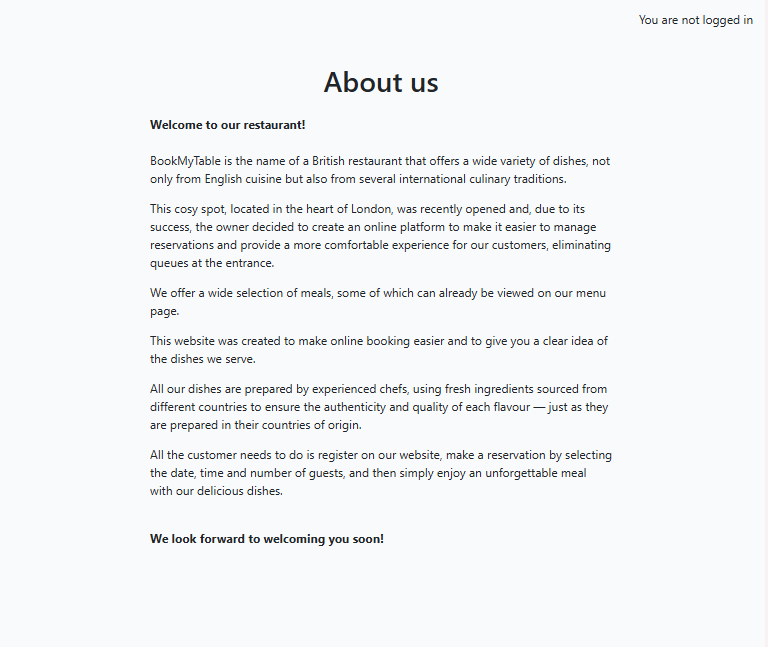 You are not logged in
About us
Welcome to our restaurant!
BookMyTable is the name of a British restaurant that offers a wide variety of dishes, not
only from English cuisine but also from several international culinary traditions.
This cosy spot, located in the heart of London, was recently opened and, due to its
success, the owner decided to create an online platform to make it easier to manage
reservations and provide a more comfortable experience for our customers, eliminating
queues at the entrance.
We offer a wide selection of meals, some of which can already be viewed on our menu
page.
This website was created to make online booking easier and to give you a clear idea of
the dishes we serve.
All our dishes are prepared by experienced chefs, using fresh ingredients sourced from
different countries to ensure the authenticity and quality of each flavour — just as they
are prepared in their countries of origin.
All the customer needs to do is register on our website, make a reservation by selecting
the date, time and number of guests, and then simply enjoy an unforgettable meal
with our delicious dishes.
We look forward to welcoming you soon!